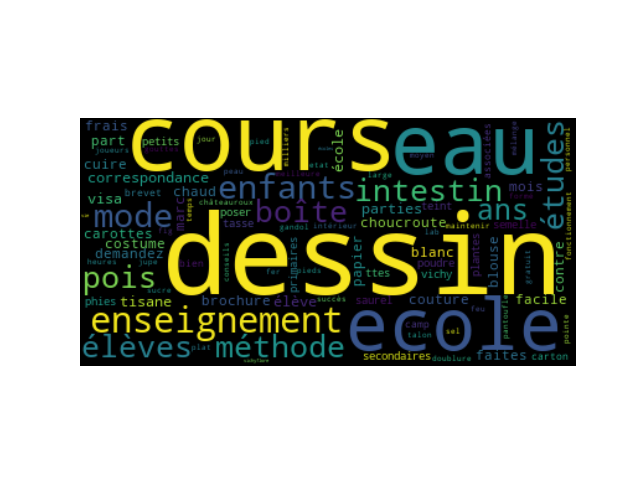 frais
part
petits
jour
pied
cours
milliers
école
état
moyen
large
eau
associées
mélange
études
personnel
joueurs
cuire
correspondance
visa
brevet
chaud
enfants
peau
intestin
mois
mode
marc
temps
châteauroux
poser
tasse
boîte
gandol
intérieur
parties
teint
choucroute
maintenir
ans
semelle
contre
fonctionnement
carottes
costume
demandez
heures
jupe
bien
pois
sucre
conseils
dessin
fer
primaires
pieds
papier
ttes
blanc
poudre
vichy
plantes
blouse
gratuit
phies
tisane
brochure
élève
succès
saurel
couture
feu
pantoufle
facile
enseignement
ecole
camp
talon
sel
pointe
élèves
plat
méthode
secondaires
doublure
faites
carton